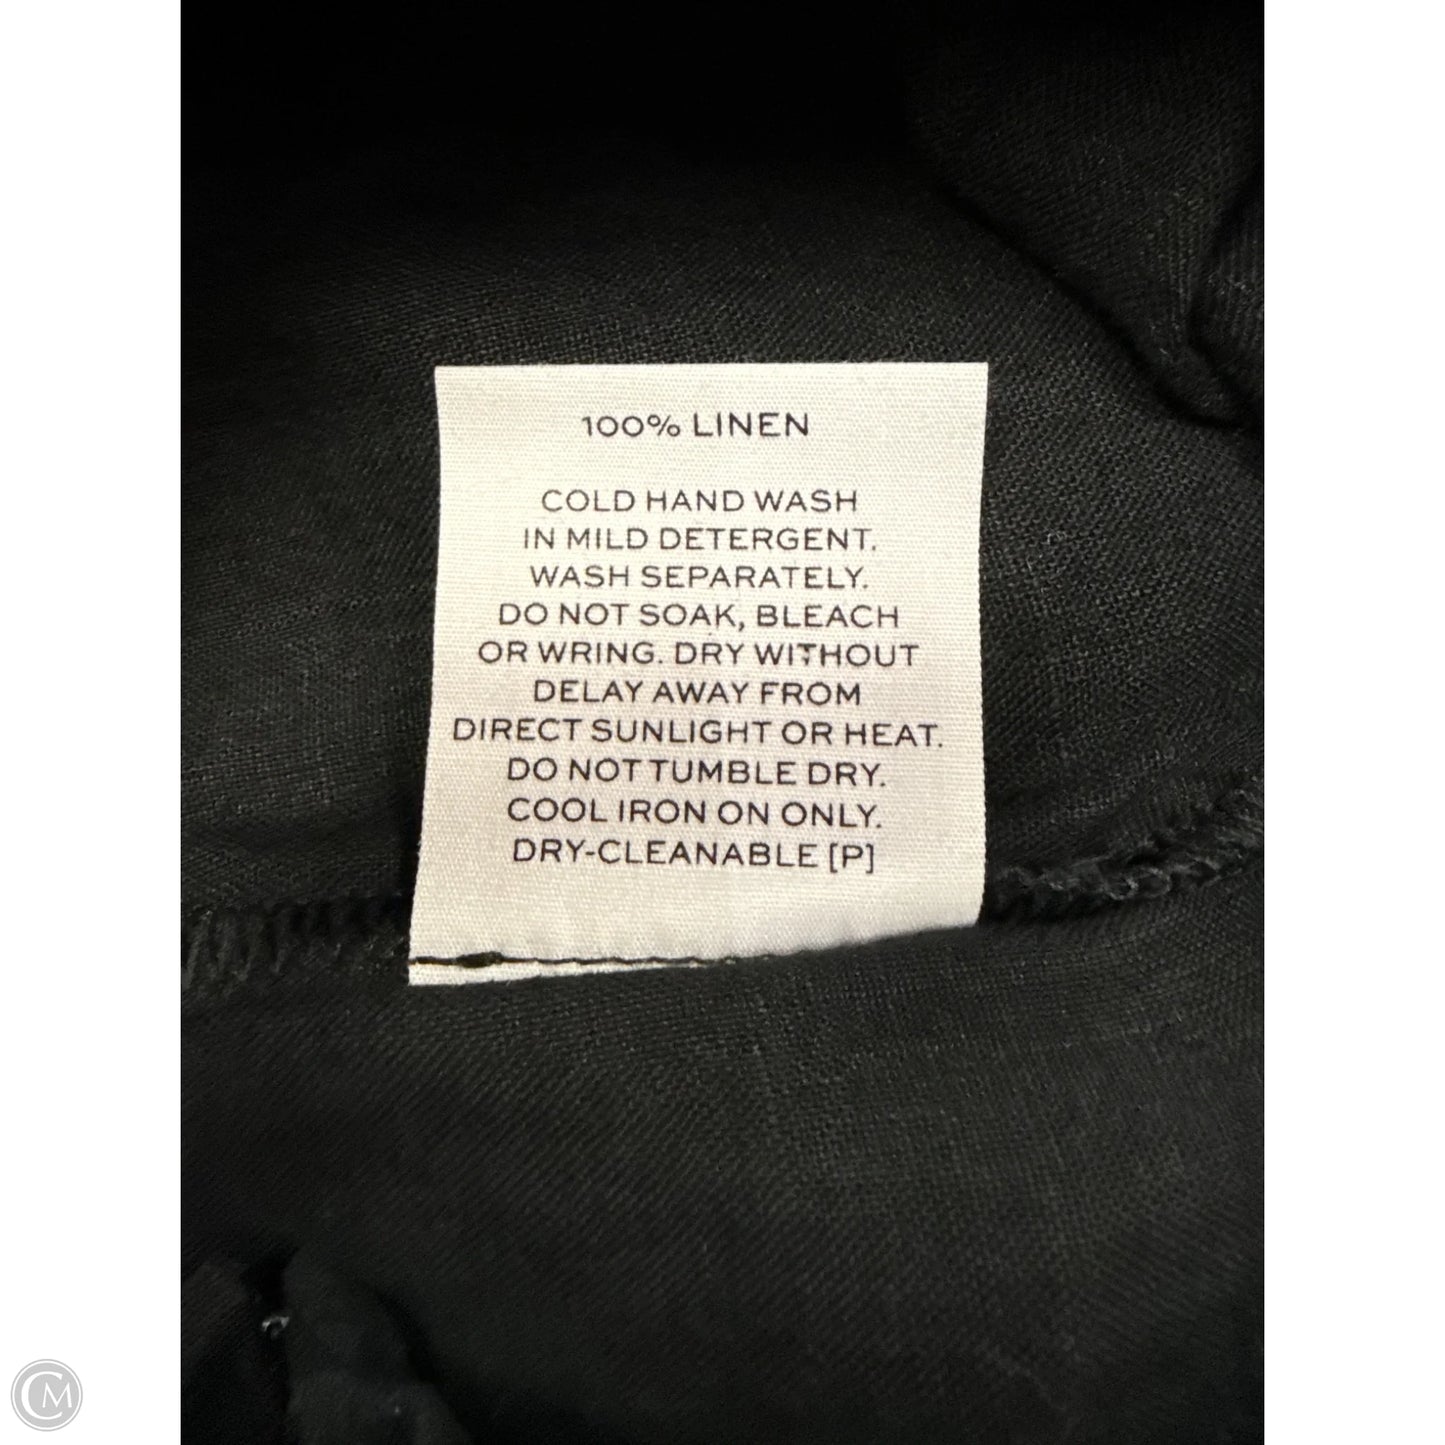 100% LINEN
COLD HAND WASH
IN MILD DETERGENT.
WASH SEPARATELY.
DO NOT SOAK, BLEACH
OR WRING. DRY WITHOUT
DELAY AWAY FROM
DIRECT SUNLIGHT OR HEAT.
DO NOT TUMBLE DRY.
COOL IRON ON ONLY.
DRY-CLEANABLE [P]
CM